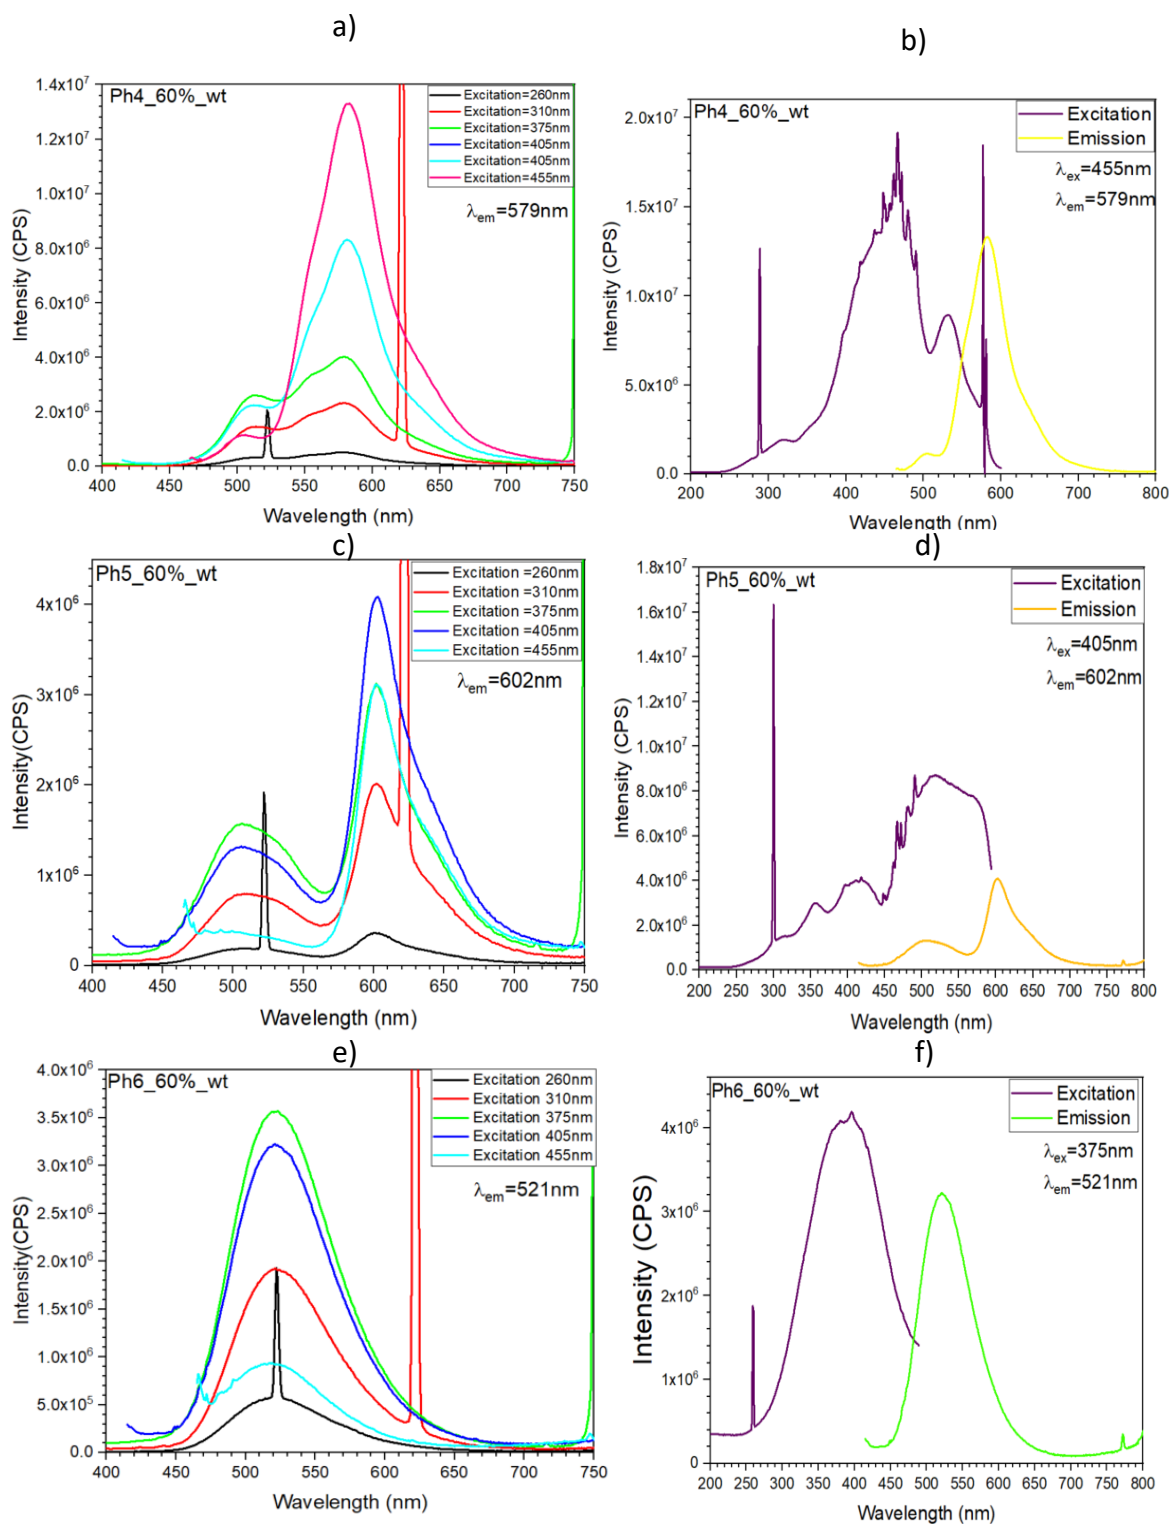 a)
Ph4_60%_wt
Excitation=260nm
Excitation=310nm
Excitation=375nm
Excitation=405nm
Excitation=405nm
Excitation=455nm
λem=579nm
1.4x10⁷
1.2x10⁷
1.0x10⁷
8.0x10⁶
6.0x10⁶
4.0x10⁶
2.0x10⁶
0.0
Intensity (CPS)
400 450 500 550 600 650 700 750
Wavelength (nm)
b)
Ph4_60%_wt
Excitation
Emission
λex=455nm
λem=579nm
2.0x10⁷
1.5x10⁷
1.0x10⁷
5.0x10⁶
0.0
Intensity (CPS)
200 300 400 500 600 700 800
Wavelength (nm)
c)
Ph5_60%_wt
Excitation =260nm
Excitation =310nm
Excitation =375nm
Excitation =405nm
Excitation =455nm
λem=602nm
4x10⁶
3x10⁶
2x10⁶
1x10⁶
0
Intensity(CPS)
400 450 500 550 600 650 700 750
Wavelength (nm)
d)
Ph5_60%_wt
Excitation
Emission
λex=405nm
λem=602nm
1.8x10⁷
1.6x10⁷
1.4x10⁷
1.2x10⁷
1.0x10⁷
8.0x10⁶
6.0x10⁶
4.0x10⁶
2.0x10⁶
0.0
Intensity (CPS)
200 250 300 350 400 450 500 550 600 650 700 750 800
Wavelength (nm)
e)
Ph6_60%_wt
Excitation 260nm
Excitation 310nm
Excitation 375nm
Excitation 405nm
Excitation 455nm
λem=521nm
4.0x10⁶
3.5x10⁶
3.0x10⁶
2.5x10⁶
2.0x10⁶
1.5x10⁶
1.0x10⁶
5.0x10⁵
0.0
Intensity(CPS)
400 450 500 550 600 650 700 750
Wavelength (nm)
f)
Ph6_60%_wt
Excitation
Emission
λex=375nm
λem=521nm
4x10⁶
3x10⁶
2x10⁶
1x10⁶
0
Intensity (CPS)
200 250 300 350 400 450 500 550 600 650 700 750 800
Wavelength (nm)